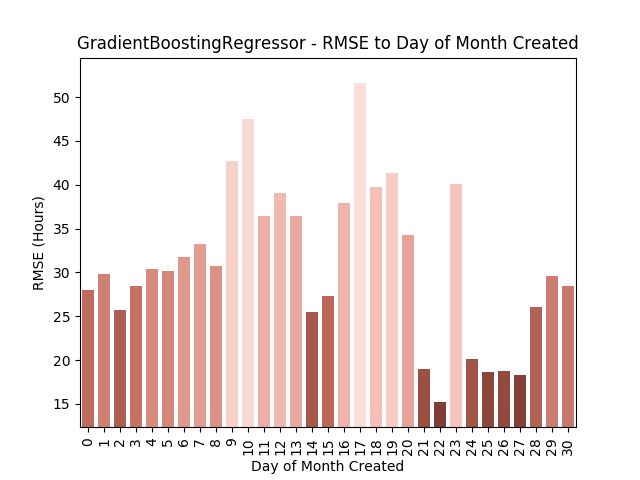 GradientBoostingRegressor - RMSE to Day of Month Created
50
45
40
35
30
25
20
15
RMSE (Hours)
0 1 2 3 4 5 6 7 8 9 10 11 12 13 14 15 16 17 18 19 20 21 22 23 24 25 26 27 28 29 30
Day of Month Created